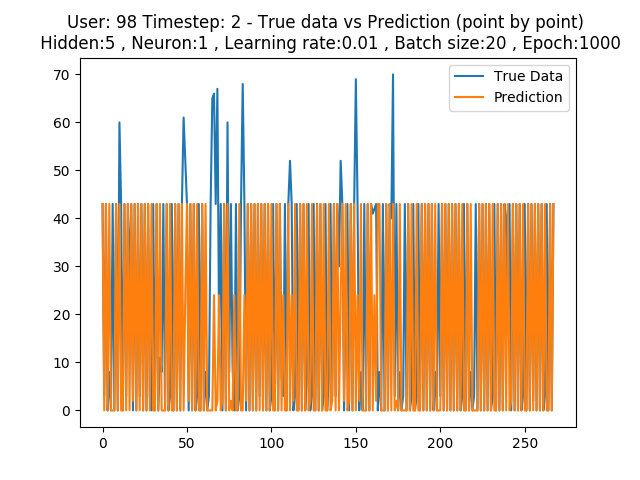 User: 98 Timestep: 2 - True data vs Prediction (point by point)
Hidden:5 , Neuron:1 , Learning rate:0.01 , Batch size:20 , Epoch:1000
True Data
Prediction
70
60
50
40
30
20
10
0
0 50 100 150 200 250